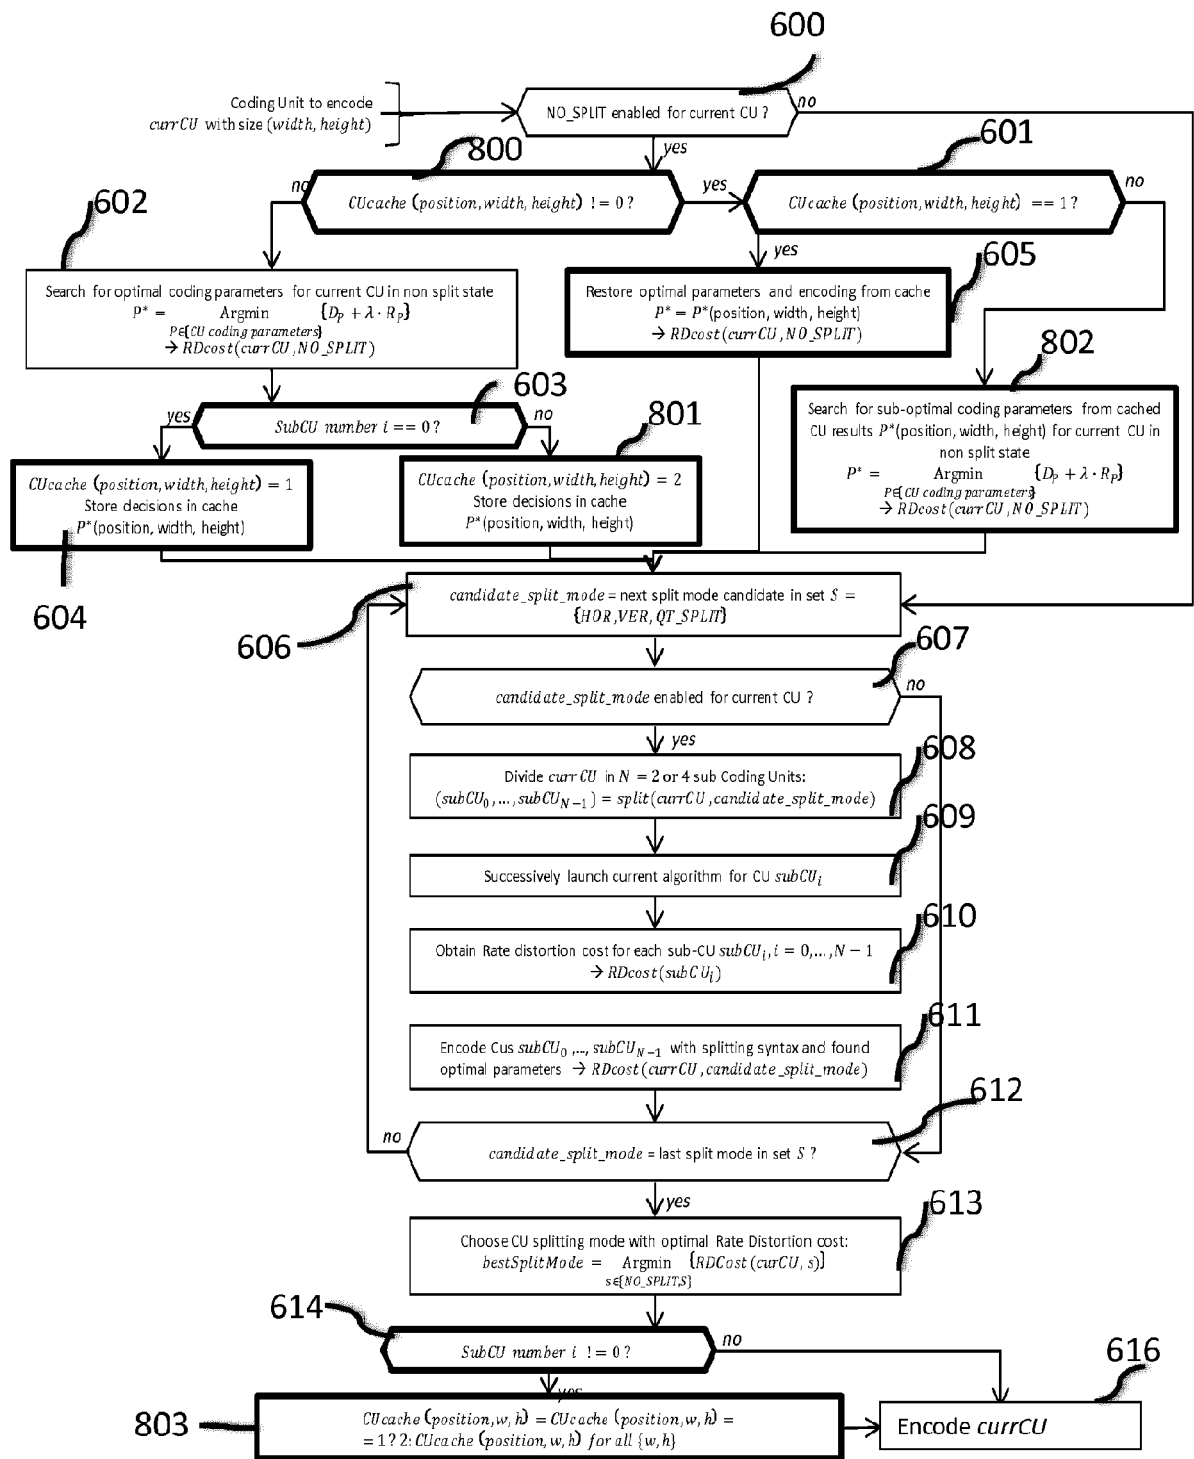 600
Coding Unit to encode
currCU with size (width, height)
NO_SPLIT enabled for current CU ?
no
yes
800
601
602
no
CUcache (position, width, height) ! = 0 ?
yes
CUcache (position, width, height) == 1 ?
no
yes
605
Search for optimal coding parameters for current CU in non split state
P* = Argmin {D_P + λ · R_P}
P∈{CU coding parameters}
→ RDcost(currCU, NO_SPLIT)
Restore optimal parameters and encoding from cache
P* = P*(position, width, height)
→ RDcost(currCU, NO_SPLIT)
802
603
yes
SubCU number i == 0 ?
no
801
Search for sub-optimal coding parameters from cached
CU results P*(position, width, height) for current CU in
non split state
P* = Argmin {D_P + λ · R_P}
P∈{CU coding parameters}
→ RDcost(currCU, NO_SPLIT)
CUcache (position, width, height) = 1
Store decisions in cache
P*(position, width, height)
CUcache (position, width, height) = 2
Store decisions in cache
P*(position, width, height)
604
candidate_split_mode = next split mode candidate in set S =
{HOR, VER, QT_SPLIT}
606
607
candidate_split_mode enabled for current CU ?
no
yes
608
Divide currCU in N = 2 or 4 sub Coding Units:
(subCU_0, ..., subCU_{N−1}) = split(currCU, candidate_split_mode)
609
Successively launch current algorithm for CU subCU_i
610
Obtain Rate distortion cost for each sub-CU subCU_i, i = 0, ..., N − 1
→ RDcost(subCU_i)
611
Encode Cus subCU_0, ..., subCU_{N−1} with splitting syntax and found
optimal parameters → RDcost(currCU, candidate_split_mode)
612
no
candidate_split_mode = last split mode in set S ?
yes
613
Choose CU splitting mode with optimal Rate Distortion cost:
bestSplitMode = Argmin {RDCost(curCU, s)}
s∈{NO_SPLIT,S}
614
SubCU number i ! = 0 ?
no
616
yes
803
CUcache (position, w, h) = CUcache (position, w, h) =
= 1 ? 2: CUcache (position, w, h) for all {w, h}
Encode currCU